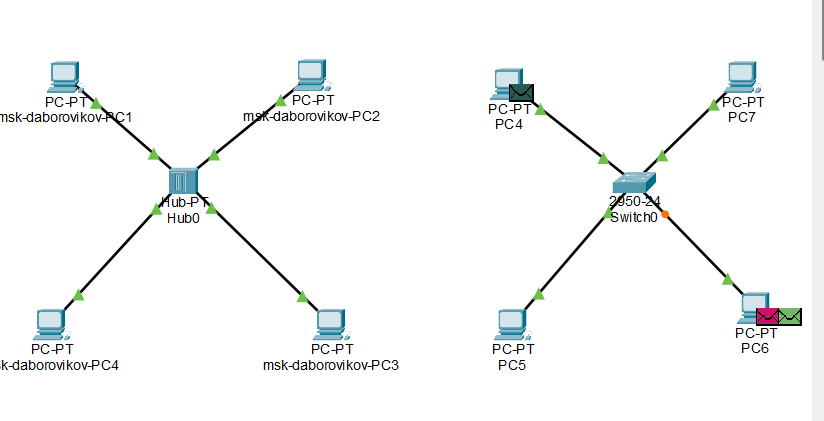 PC-PT
msk-daborovikov-PC1
PC-PT
msk-daborovikov-PC2
Hub-PT
Hub0
PC-PT
sk-daborovikov-PC4
PC-PT
msk-daborovikov-PC3
PC-PT
PC4
PC-PT
PC7
2950-24
Switch0
PC-PT
PC5
PC-PT
PC6